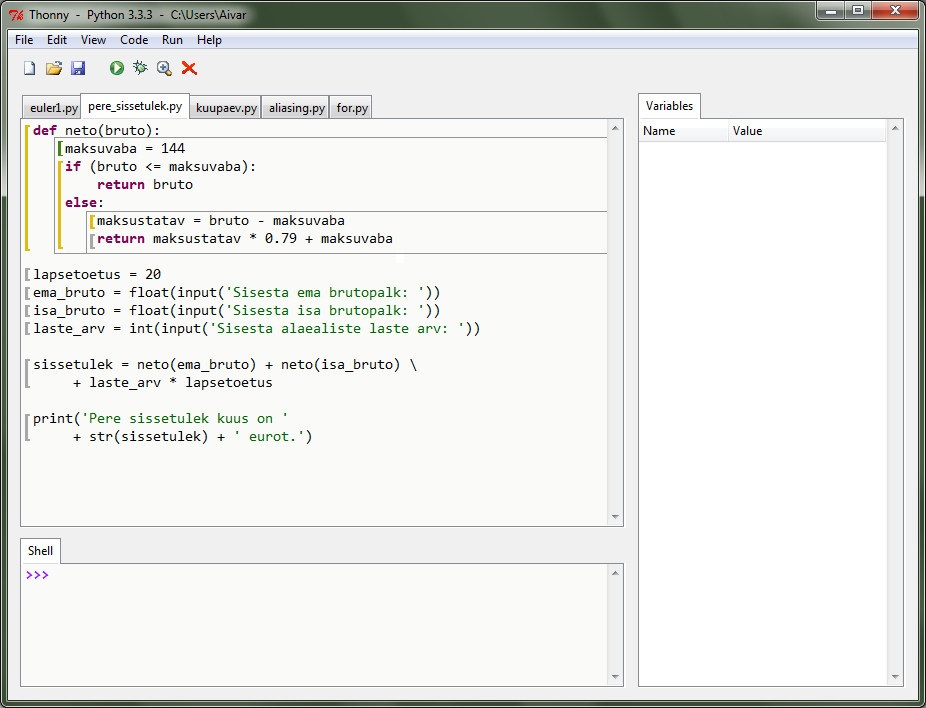 Thonny - Python 3.3.3 - C:\Users\Aivar
File Edit View Code Run Help
euler1.py pere_sissetulek.py kuupaev.py aliasing.py for.py
def neto(bruto):
    maksuvaba = 144
    if (bruto <= maksuvaba):
        return bruto
    else:
        maksustatav = bruto - maksuvaba
        return maksustatav * 0.79 + maksuvaba
lapsetoetus = 20
ema_bruto = float(input('Sisesta ema brutopalk: '))
isa_bruto = float(input('Sisesta isa brutopalk: '))
laste_arv = int(input('Sisesta alaealiste laste arv: '))
sissetulek = neto(ema_bruto) + neto(isa_bruto) \
     + laste_arv * lapsetoetus
print('Pere sissetulek kuus on '
     + str(sissetulek) + ' eurot.')
Shell
>>>
Variables
Name Value